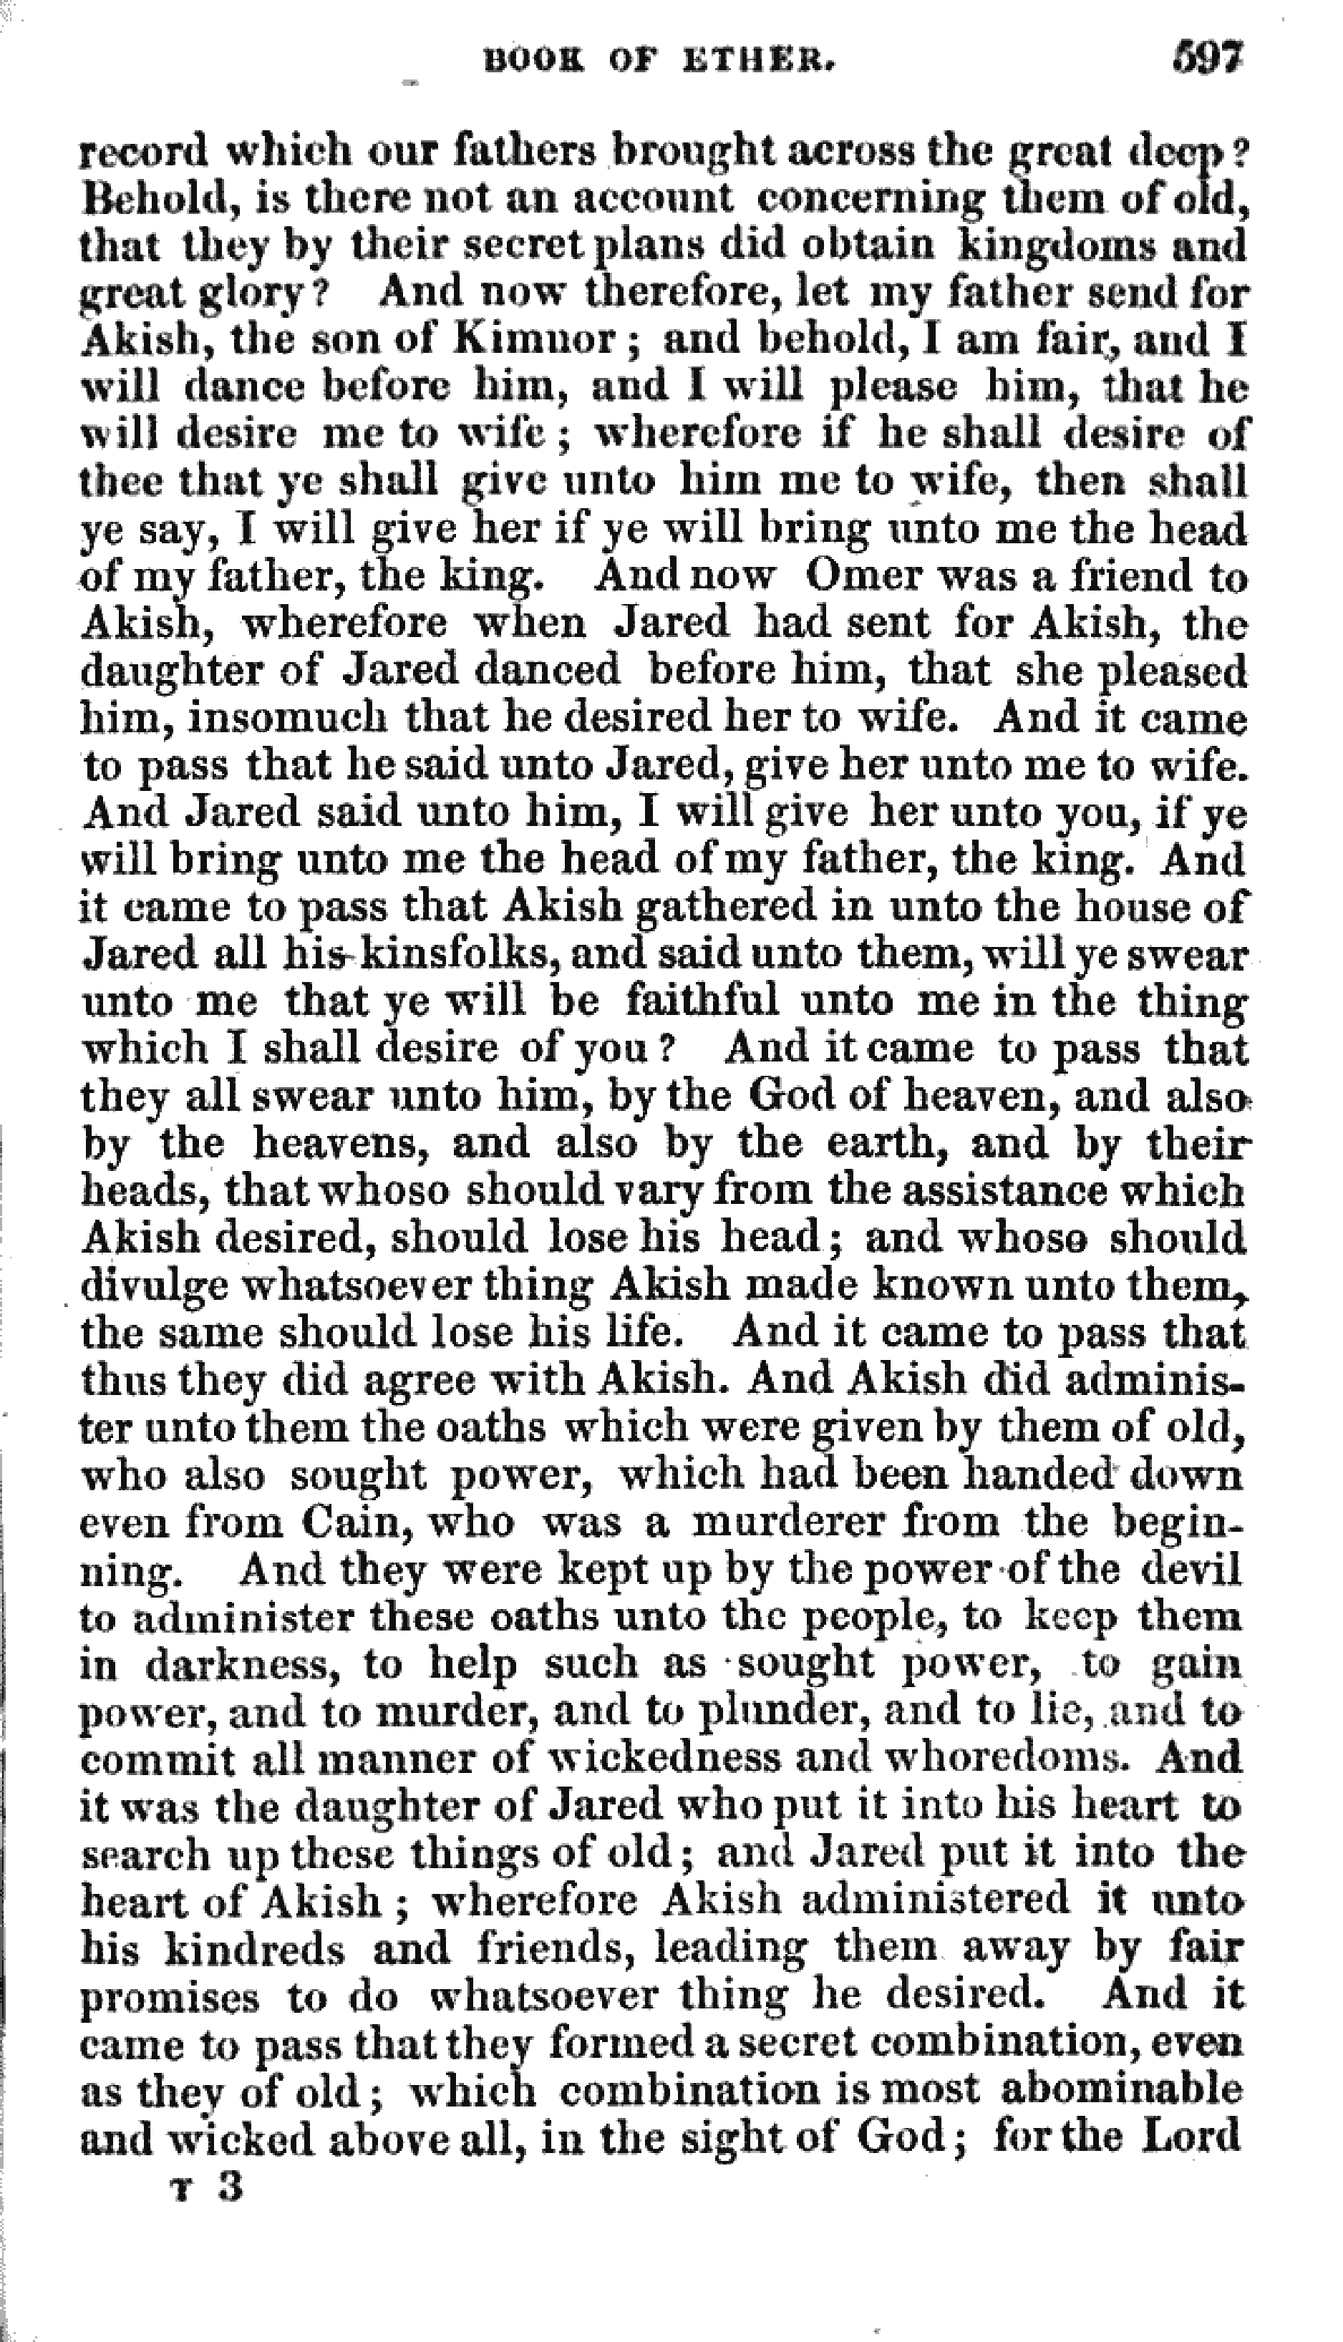 BOOK OF ETHER. 597
record which our fathers brought across the great deep?
Behold, is there not an account concerning them of old,
that they by their secret plans did obtain kingdoms and
great glory? And now therefore, let my father send for
Akish, the son of Kimnor; and behold, I am fair, and I
will dance before him, and I will please him, that he
will desire me to wife; wherefore if he shall desire of
thee that ye shall give unto him me to wife, then shall
ye say, I will give her if ye will bring unto me the head
of my father, the king. And now Omer was a friend to
Akish, wherefore when Jared had sent for Akish, the
daughter of Jared danced before him, that she pleased
him, insomuch that he desired her to wife. And it came
to pass that he said unto Jared, give her unto me to wife.
And Jared said unto him, I will give her unto you, if ye
will bring unto me the head of my father, the king. And
it came to pass that Akish gathered in unto the house of
Jared all his kinsfolks, and said unto them, will ye swear
unto me that ye will be faithful unto me in the thing
which I shall desire of you? And it came to pass that
they all swear unto him, by the God of heaven, and also
by the heavens, and also by the earth, and by their
heads, that whoso should vary from the assistance which
Akish desired, should lose his head; and whoso should
divulge whatsoever thing Akish made known unto them,
the same should lose his life. And it came to pass that
thus they did agree with Akish. And Akish did adminis-
ter unto them the oaths which were given by them of old,
who also sought power, which had been handed down
even from Cain, who was a murderer from the begin-
ning. And they were kept up by the power of the devil
to administer these oaths unto the people, to keep them
in darkness, to help such as sought power, to gain
power, and to murder, and to plunder, and to lie, and to
commit all manner of wickedness and whoredoms. And
it was the daughter of Jared who put it into his heart to
search up these things of old; and Jared put it into the
heart of Akish; wherefore Akish administered it unto
his kindreds and friends, leading them away by fair
promises to do whatsoever thing he desired. And it
came to pass that they formed a secret combination, even
as they of old; which combination is most abominable
and wicked above all, in the sight of God; for the Lord
T 3